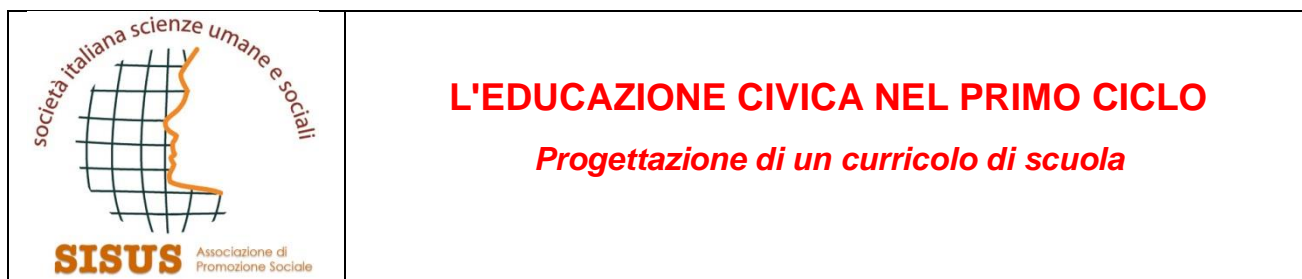 società italiana scienze umane e sociali
SISUS
Associazione di
Promozione Sociale
L'EDUCAZIONE CIVICA NEL PRIMO CICLO
Progettazione di un curricolo di scuola